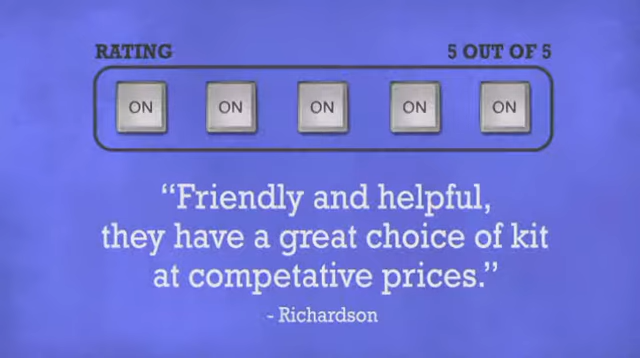 RATING 5 OUT OF 5
ON ON ON ON ON
“Friendly and helpful,
they have a great choice of kit
at competative prices.”
- Richardson